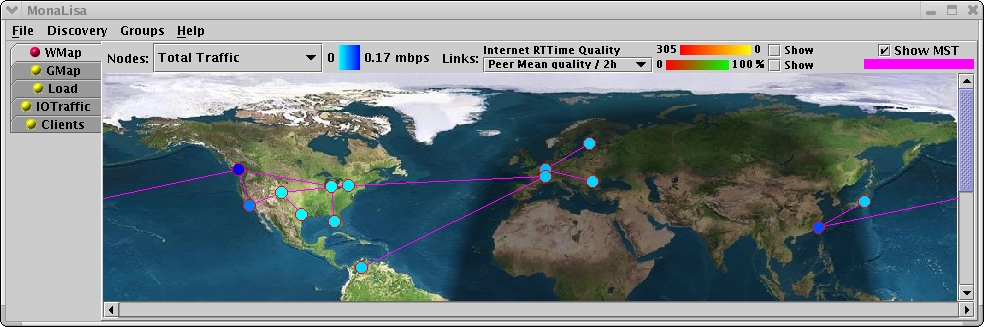 MonaLisa
File Discovery Groups Help
WMap
GMap
Load
IOTraffic
Clients
Nodes: Total Traffic 0 0.17 mbps Links: Internet RTTime Quality 305 0 Show Show MST
Peer Mean quality / 2h 0 100 % Show